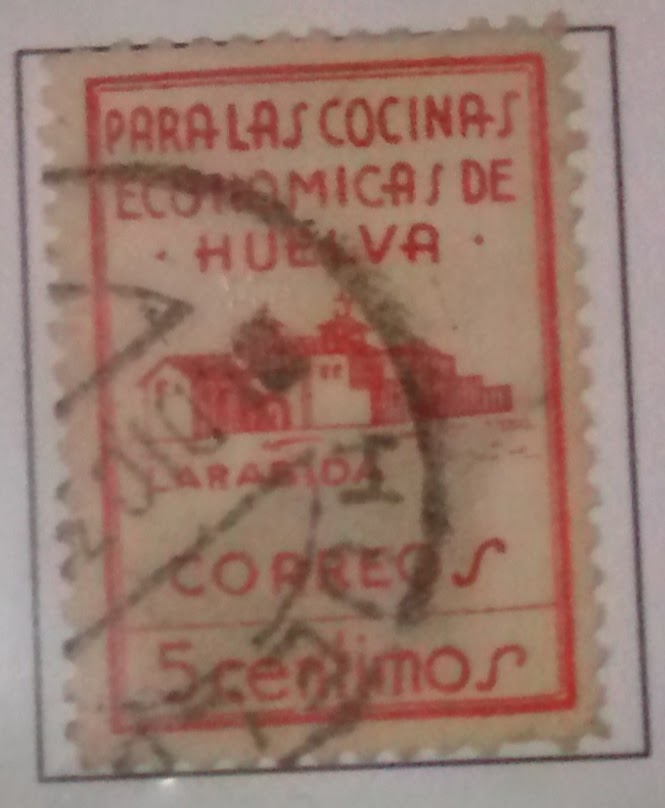 PARA LAS COCINAS
ECONOMICAS DE
· HUELVA ·
LA RABIDA
CORREOS
5 centimos